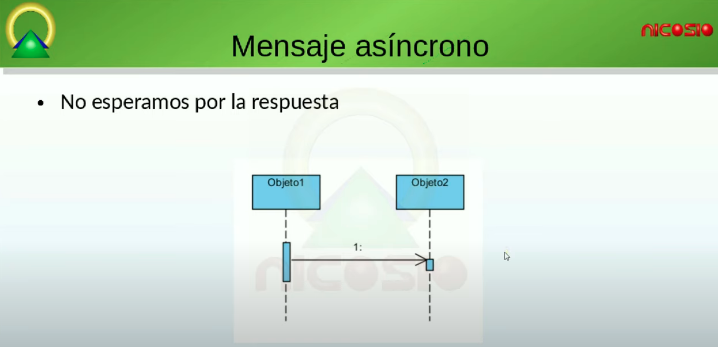 NICOSIO
Mensaje asíncrono
• No esperamos por la respuesta
Objeto1 Objeto2
1:
NICOSIO